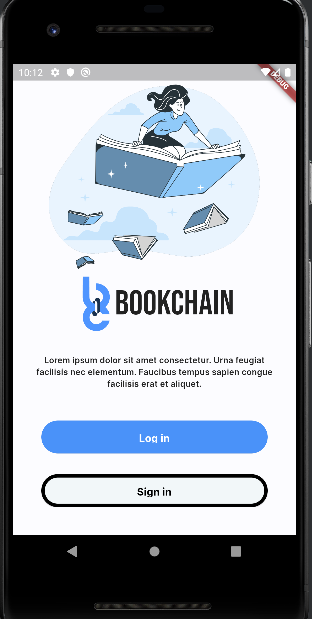 10:12
DEBUG
BOOKCHAIN
Lorem ipsum dolor sit amet consectetur. Urna feugiat
facilisis nec elementum. Faucibus tempus sapien congue
facilisis erat et aliquet.
Log in
Sign in